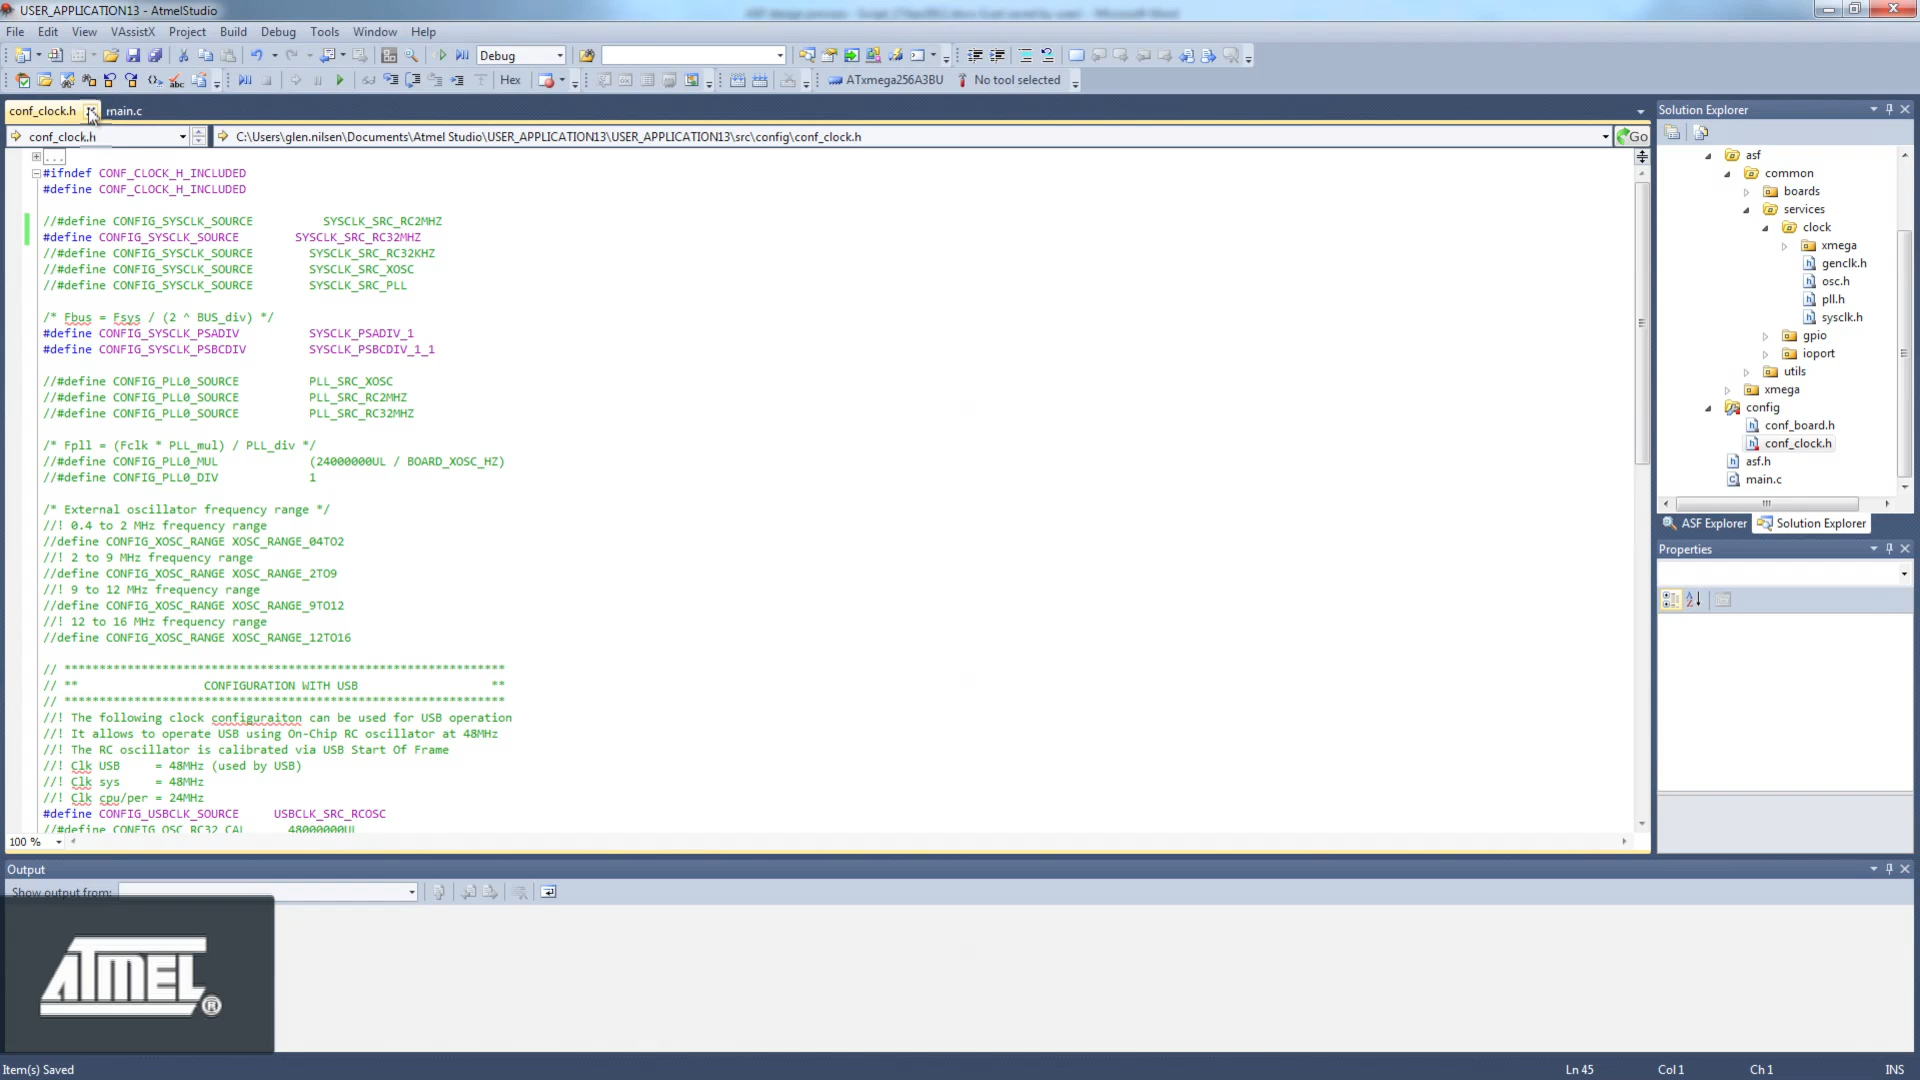 USER_APPLICATION13 - AtmelStudio
File Edit View VAssistX Project Build Debug Tools Window Help
Debug
Hex ATxmega256A3BU No tool selected
conf_clock.h main.c
conf_clock.h C:\Users\glen.nilsen\Documents\Atmel Studio\USER_APPLICATION13\USER_APPLICATION13\src\config\conf_clock.h Go
...
#ifndef CONF_CLOCK_H_INCLUDED
#define CONF_CLOCK_H_INCLUDED
//#define CONFIG_SYSCLK_SOURCE SYSCLK_SRC_RC2MHZ
#define CONFIG_SYSCLK_SOURCE SYSCLK_SRC_RC32MHZ
//#define CONFIG_SYSCLK_SOURCE SYSCLK_SRC_RC32KHZ
//#define CONFIG_SYSCLK_SOURCE SYSCLK_SRC_XOSC
//#define CONFIG_SYSCLK_SOURCE SYSCLK_SRC_PLL
/* Fbus = Fsys / (2 ^ BUS_div) */
#define CONFIG_SYSCLK_PSADIV SYSCLK_PSADIV_1
#define CONFIG_SYSCLK_PSBCDIV SYSCLK_PSBCDIV_1_1
//#define CONFIG_PLL0_SOURCE PLL_SRC_XOSC
//#define CONFIG_PLL0_SOURCE PLL_SRC_RC2MHZ
//#define CONFIG_PLL0_SOURCE PLL_SRC_RC32MHZ
/* Fpll = (Fclk * PLL_mul) / PLL_div */
//#define CONFIG_PLL0_MUL (24000000UL / BOARD_XOSC_HZ)
//#define CONFIG_PLL0_DIV 1
/* External oscillator frequency range */
//! 0.4 to 2 MHz frequency range
//define CONFIG_XOSC_RANGE XOSC_RANGE_04TO2
//! 2 to 9 MHz frequency range
//define CONFIG_XOSC_RANGE XOSC_RANGE_2TO9
//! 9 to 12 MHz frequency range
//define CONFIG_XOSC_RANGE XOSC_RANGE_9TO12
//! 12 to 16 MHz frequency range
//define CONFIG_XOSC_RANGE XOSC_RANGE_12TO16
// ***************************************************************
// ** CONFIGURATION WITH USB **
// ***************************************************************
//! The following clock configuraiton can be used for USB operation
//! It allows to operate USB using On-Chip RC oscillator at 48MHz
//! The RC oscillator is calibrated via USB Start Of Frame
//! Clk USB = 48MHz (used by USB)
//! Clk sys = 48MHz
//! Clk cpu/per = 24MHz
#define CONFIG_USBCLK_SOURCE USBCLK_SRC_RCOSC
//#define CONFIG_OSC_RC32_CAL 48000000UL
100 %
Solution Explorer
asf
common
boards
services
clock
xmega
genclk.h
osc.h
pll.h
sysclk.h
gpio
ioport
utils
xmega
config
conf_board.h
conf_clock.h
asf.h
main.c
ASF Explorer Solution Explorer
Properties
Output
Show output from:
ATMEL®
Item(s) Saved Ln 45 Col 1 Ch 1 INS